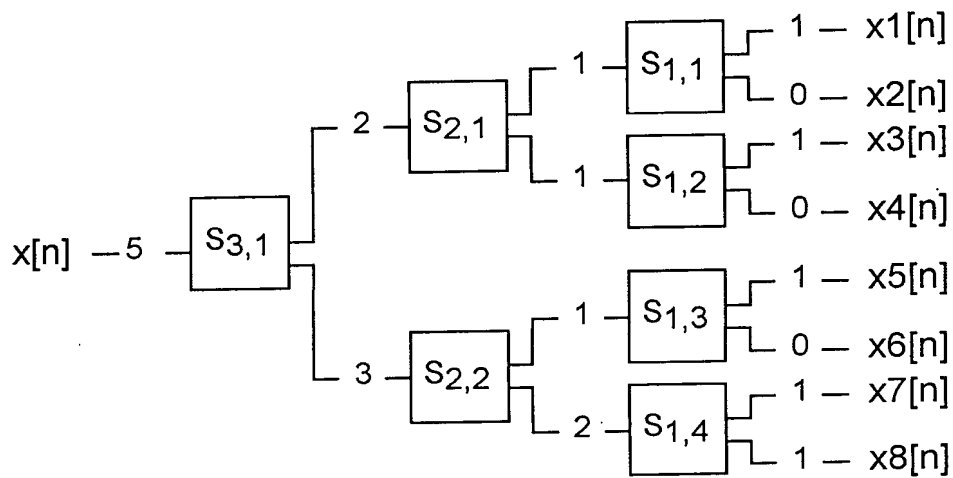 1 x1[n]
1 S1,1
0 x2[n]
2 S2,1
1 x3[n]
1 S1,2
0 x4[n]
x[n] 5 S3,1
1 x5[n]
1 S1,3
0 x6[n]
3 S2,2
1 x7[n]
2 S1,4
1 x8[n]